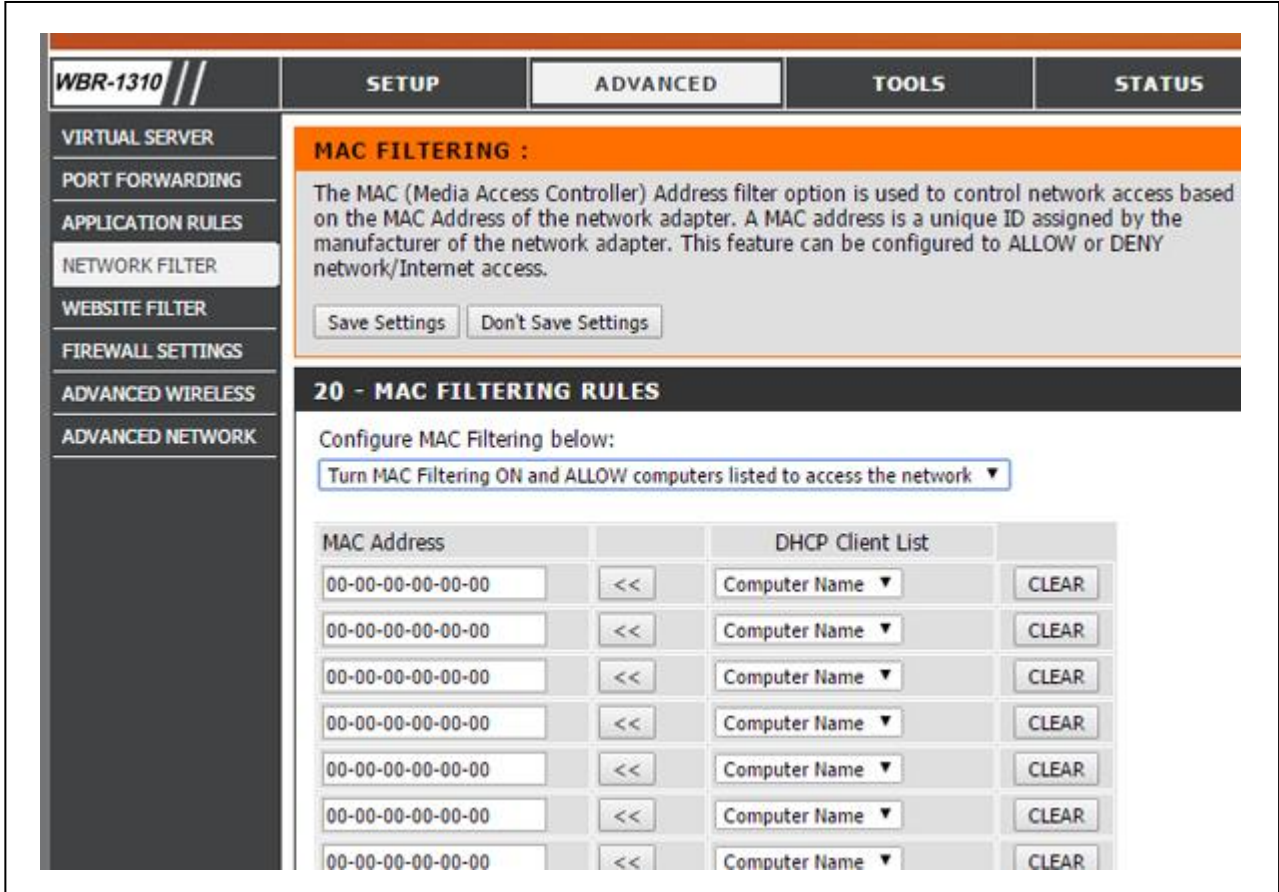 WBR-1310
SETUP
ADVANCED
TOOLS
STATUS
VIRTUAL SERVER
PORT FORWARDING
APPLICATION RULES
NETWORK FILTER
WEBSITE FILTER
FIREWALL SETTINGS
ADVANCED WIRELESS
ADVANCED NETWORK
MAC FILTERING :
The MAC (Media Access Controller) Address filter option is used to control network access based
on the MAC Address of the network adapter. A MAC address is a unique ID assigned by the
manufacturer of the network adapter. This feature can be configured to ALLOW or DENY
network/Internet access.
Save Settings Don't Save Settings
20 - MAC FILTERING RULES
Configure MAC Filtering below:
Turn MAC Filtering ON and ALLOW computers listed to access the network
MAC Address DHCP Client List
00-00-00-00-00-00 << Computer Name CLEAR
00-00-00-00-00-00 << Computer Name CLEAR
00-00-00-00-00-00 << Computer Name CLEAR
00-00-00-00-00-00 << Computer Name CLEAR
00-00-00-00-00-00 << Computer Name CLEAR
00-00-00-00-00-00 << Computer Name CLEAR
00-00-00-00-00-00 << Computer Name CLEAR